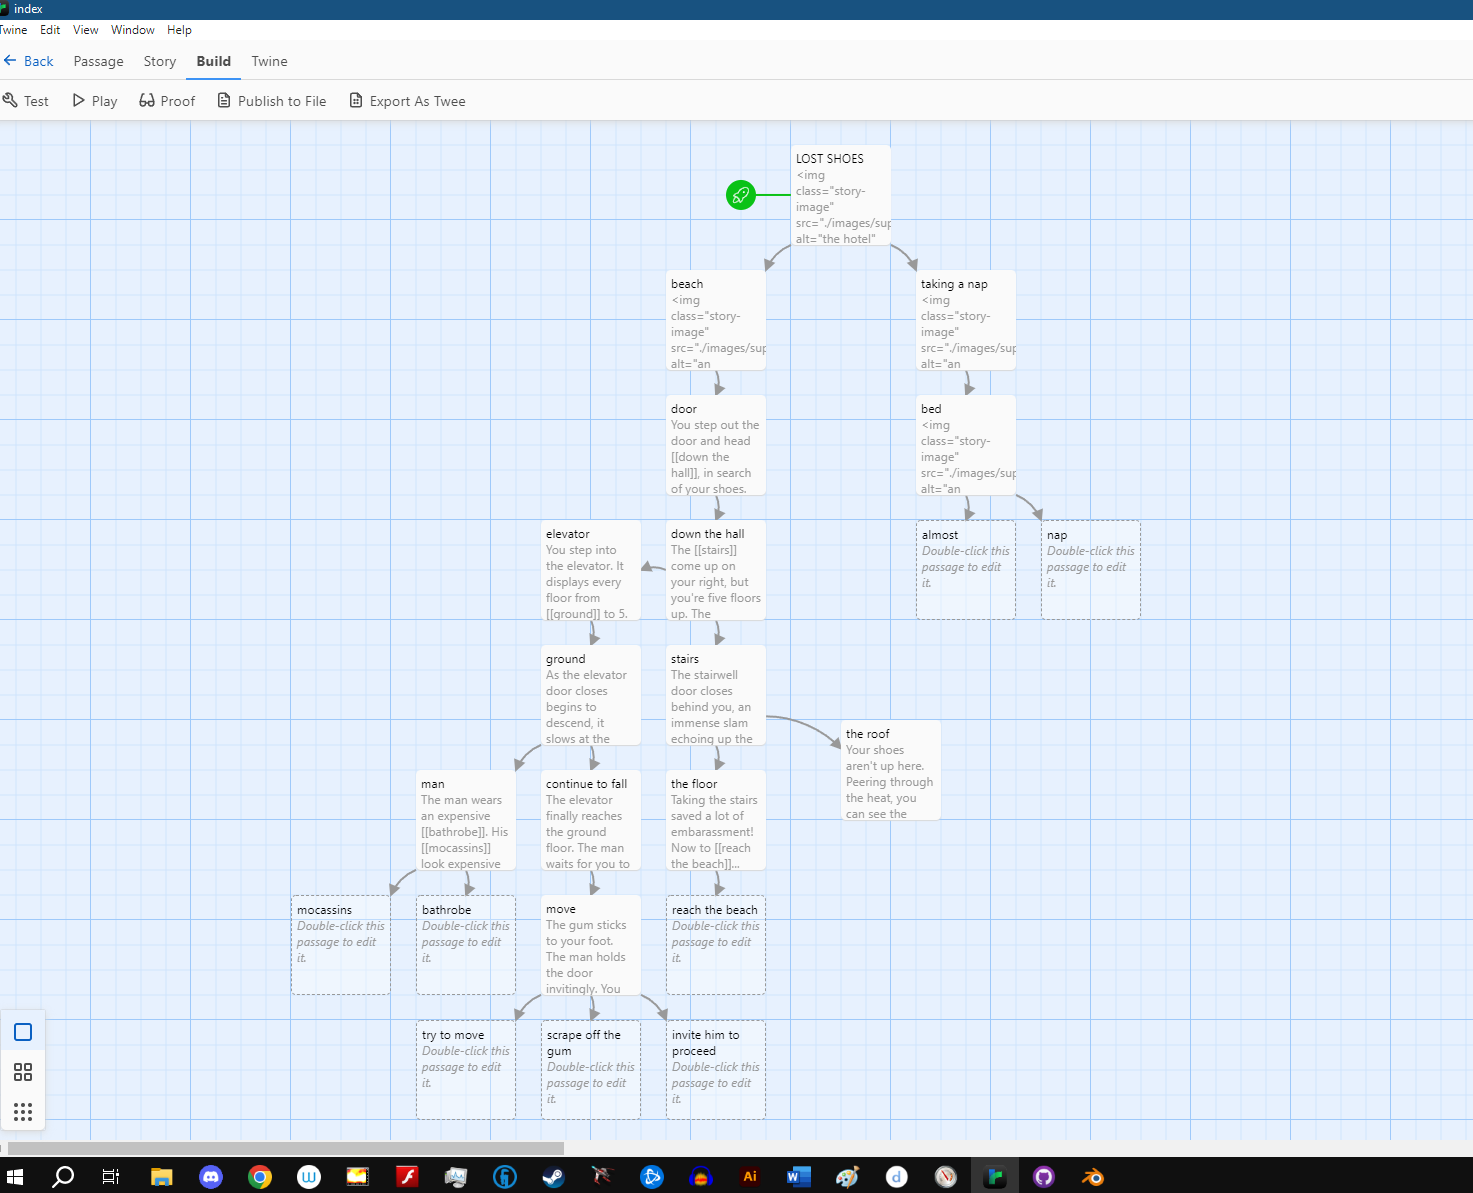 index
Twine Edit View Window Help
Back Passage Story Build Twine
Test Play Proof Publish to File Export As Twee
LOST SHOES
<img
class="story-
image"
src="./images/sup
alt="the hotel"
beach
<img
class="story-
image"
src="./images/sup
alt="an
taking a nap
<img
class="story-
image"
src="./images/sup
alt="an
door
You step out the
door and head
[[down the
hall]], in search
of your shoes.
bed
<img
class="story-
image"
src="./images/sup
alt="an
elevator
You step into
the elevator. It
displays every
floor from
[[ground]] to 5.
down the hall
The [[stairs]]
come up on
your right, but
you're five floors
up. The
almost
Double-click this
passage to edit
it.
nap
Double-click this
passage to edit
it.
ground
As the elevator
door closes
begins to
descend, it
slows at the
stairs
The stairwell
door closes
behind you, an
immense slam
echoing up the
the roof
Your shoes
aren't up here.
Peering through
the heat, you
can see the
man
The man wears
an expensive
[[bathrobe]]. His
[[mocassins]]
look expensive
continue to fall
The elevator
finally reaches
the ground
floor. The man
waits for you to
the floor
Taking the stairs
saved a lot of
embarassment!
Now to [[reach
the beach]]...
mocassins
Double-click this
passage to edit
it.
bathrobe
Double-click this
passage to edit
it.
move
The gum sticks
to your foot.
The man holds
the door
invitingly. You
reach the beach
Double-click this
passage to edit
it.
try to move
Double-click this
passage to edit
it.
scrape off the
gum
Double-click this
passage to edit
it.
invite him to
proceed
Double-click this
passage to edit
it.
Ai